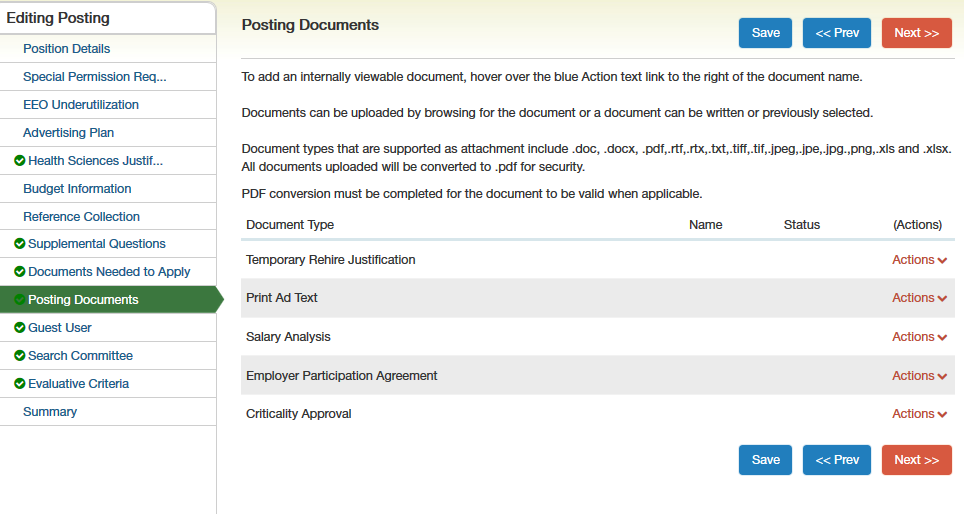 Editing Posting
Position Details
Special Permission Req...
EEO Underutilization
Advertising Plan
Health Sciences Justif...
Budget Information
Reference Collection
Supplemental Questions
Documents Needed to Apply
Posting Documents
Guest User
Search Committee
Evaluative Criteria
Summary
Posting Documents
Save << Prev Next >>
To add an internally viewable document, hover over the blue Action text link to the right of the document name.
Documents can be uploaded by browsing for the document or a document can be written or previously selected.
Document types that are supported as attachment include .doc, .docx, .pdf,.rtf,.rtx,.txt,.tiff,.tif,.jpeg,.jpe,.jpg.,png,.xls and .xlsx.
All documents uploaded will be converted to .pdf for security.
PDF conversion must be completed for the document to be valid when applicable.
Document Type Name Status (Actions)
Temporary Rehire Justification Actions
Print Ad Text Actions
Salary Analysis Actions
Employer Participation Agreement Actions
Criticality Approval Actions
Save << Prev Next >>